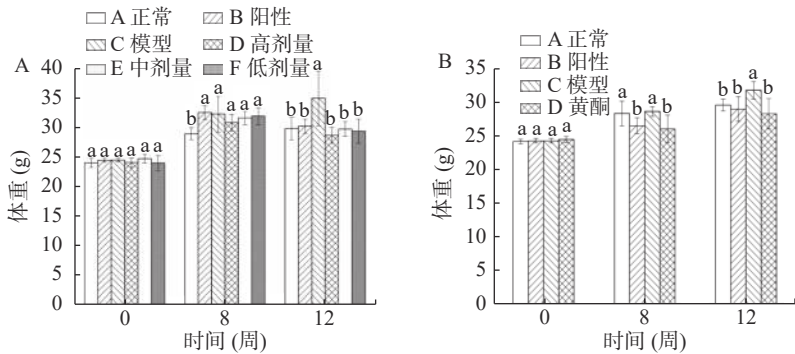 A 正常 B 阳性
C 模型 D 高剂量
E 中剂量 F 低剂量
A
40
35
30
25
20
15
10
5
0
体重 (g)
a a a a a a
b a a a a a
b b a b b b
0 8 12
时间 (周)
A 正常
B 阳性
C 模型
D 黄酮
B
35
30
25
20
15
10
5
0
体重 (g)
a a a a
a b a b
b b a b
0 8 12
时间 (周)